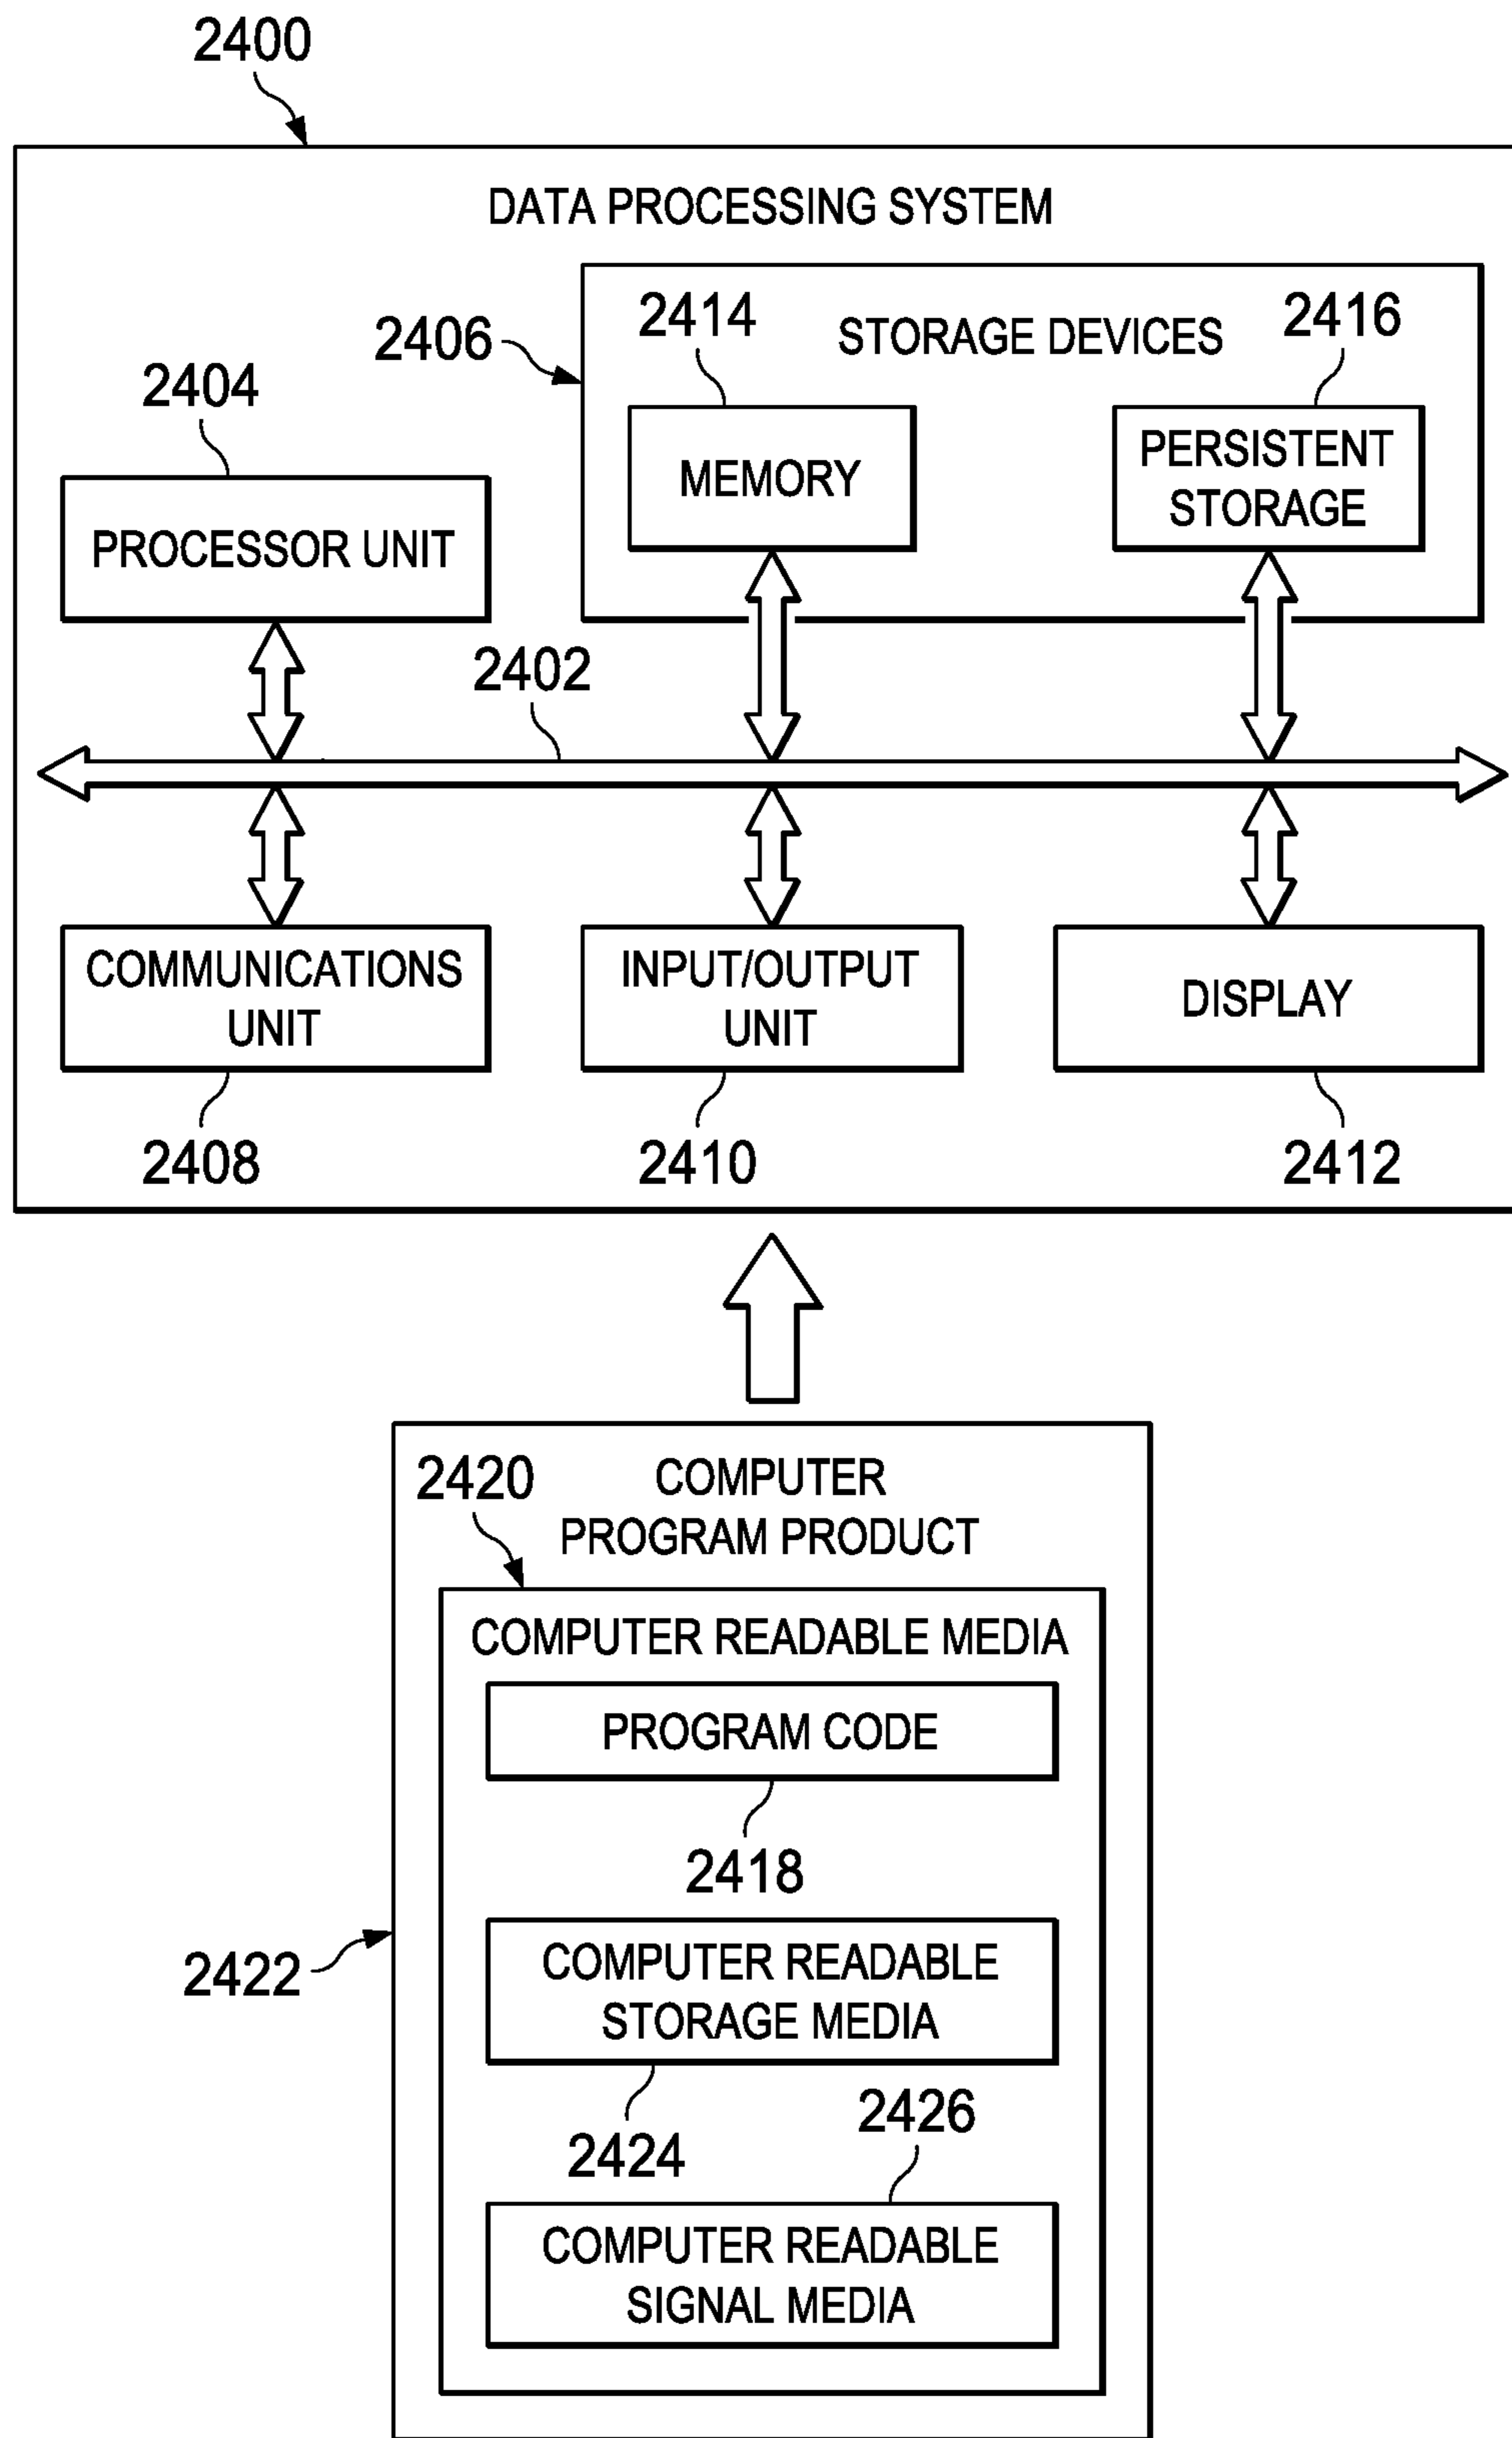 2400
DATA PROCESSING SYSTEM
2406
2414
STORAGE DEVICES
2416
2404
MEMORY
PERSISTENT
STORAGE
PROCESSOR UNIT
2402
COMMUNICATIONS
UNIT
INPUT/OUTPUT
UNIT
DISPLAY
2408
2410
2412
2420
COMPUTER
PROGRAM PRODUCT
COMPUTER READABLE MEDIA
PROGRAM CODE
2418
2422
COMPUTER READABLE
STORAGE MEDIA
2424
2426
COMPUTER READABLE
SIGNAL MEDIA